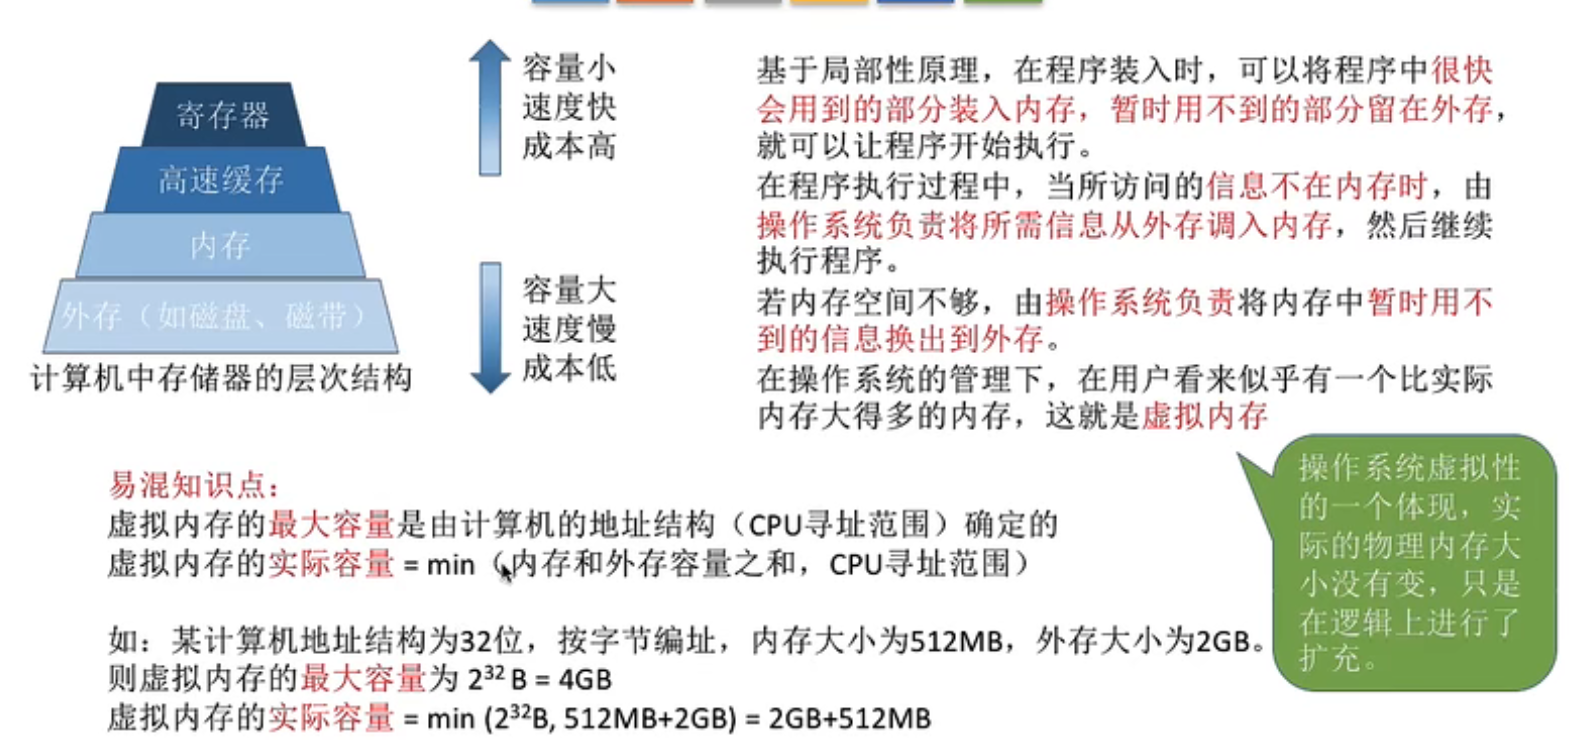 寄存器
高速缓存
内存
外存（如磁盘、磁带）
计算机中存储器的层次结构
容量小
速度快
成本高
容量大
速度慢
成本低
基于局部性原理，在程序装入时，可以将程序中很快
会用到的部分装入内存，暂时用不到的部分留在外存，
就可以让程序开始执行。
在程序执行过程中，当所访问的信息不在内存时，由
操作系统负责将所需信息从外存调入内存，然后继续
执行程序。
若内存空间不够，由操作系统负责将内存中暂时用不
到的信息换出到外存。
在操作系统的管理下，在用户看来似乎有一个比实际
内存大得多的内存，这就是虚拟内存
操作系统虚拟性
的一个体现，实
际的物理内存大
小没有变，只是
在逻辑上进行了
扩充。
易混知识点：
虚拟内存的最大容量是由计算机的地址结构（CPU寻址范围）确定的
虚拟内存的实际容量 = min（内存和外存容量之和，CPU寻址范围）
如：某计算机地址结构为32位，按字节编址，内存大小为512MB，外存大小为2GB。
则虚拟内存的最大容量为 2³² B = 4GB
虚拟内存的实际容量 = min (2³²B, 512MB+2GB) = 2GB+512MB